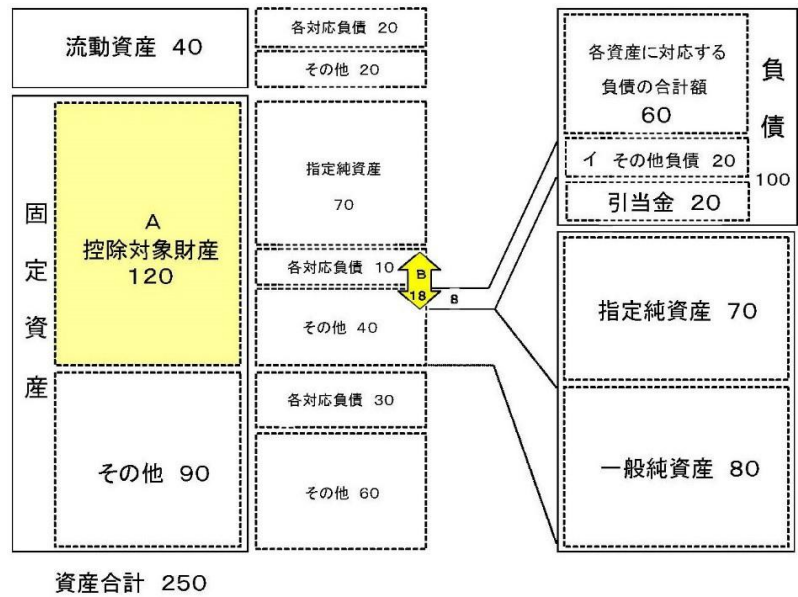 流動資産 40
固定資産
A
控除対象財産
120
その他 90
資産合計 250
各対応負債 20
その他 20
指定純資産
70
各対応負債 10
B
18
8
その他 40
各対応負債 30
その他 60
各資産に対応する
負債の合計額
60
イ その他負債 20
引当金 20
負債
100
指定純資産 70
一般純資産 80